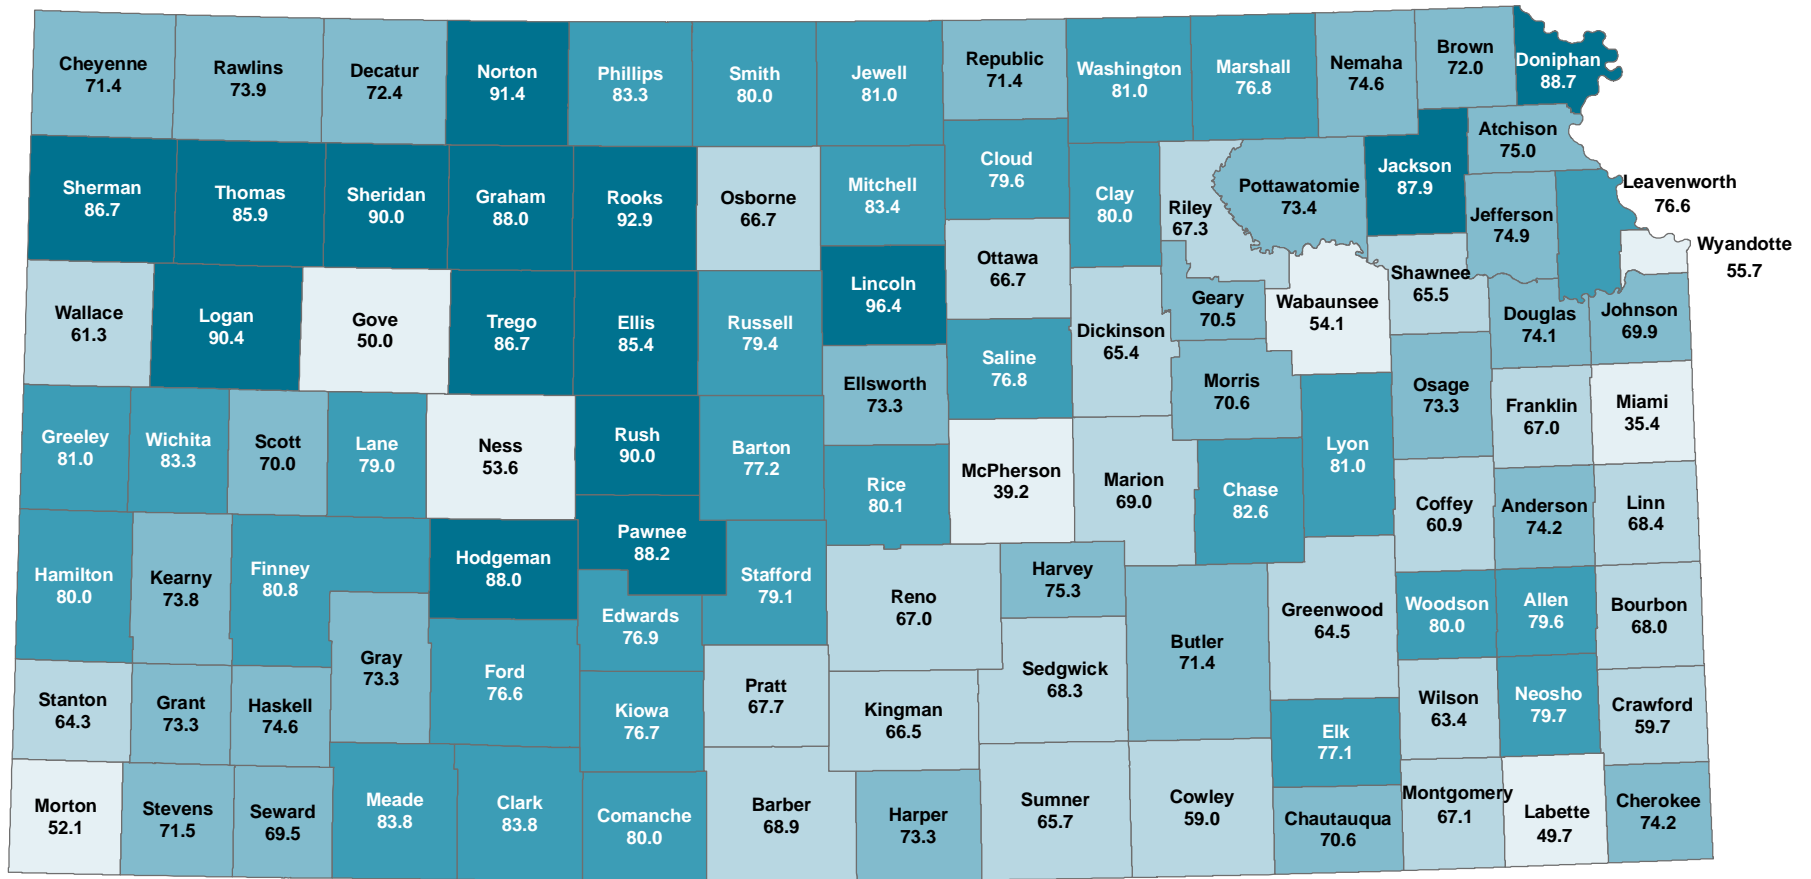 Cheyenne
71.4
Rawlins
73.9
Decatur
72.4
Norton
91.4
Phillips
83.3
Smith
80.0
Jewell
81.0
Republic
71.4
Washington
81.0
Marshall
76.8
Nemaha
74.6
Brown
72.0
Doniphan
88.7
Sherman
86.7
Thomas
85.9
Sheridan
90.0
Graham
88.0
Rooks
92.9
Osborne
66.7
Mitchell
83.4
Cloud
79.6
Clay
80.0
Riley
67.3
Pottawatomie
73.4
Jackson
87.9
Atchison
75.0
Jefferson
74.9
Leavenworth
76.6
Wyandotte
55.7
Wallace
61.3
Logan
90.4
Gove
50.0
Trego
86.7
Ellis
85.4
Russell
79.4
Lincoln
96.4
Ottawa
66.7
Saline
76.8
Dickinson
65.4
Geary
70.5
Wabaunsee
54.1
Shawnee
65.5
Douglas
74.1
Johnson
69.9
Ellsworth
73.3
Morris
70.6
Osage
73.3
Franklin
67.0
Miami
35.4
Greeley
81.0
Wichita
83.3
Scott
70.0
Lane
79.0
Ness
53.6
Rush
90.0
Barton
77.2
Rice
80.1
McPherson
39.2
Marion
69.0
Chase
82.6
Lyon
81.0
Coffey
60.9
Anderson
74.2
Linn
68.4
Hamilton
80.0
Kearny
73.8
Finney
80.8
Hodgeman
88.0
Pawnee
88.2
Stafford
79.1
Edwards
76.9
Reno
67.0
Harvey
75.3
Butler
71.4
Greenwood
64.5
Woodson
80.0
Allen
79.6
Bourbon
68.0
Gray
73.3
Ford
76.6
Kiowa
76.7
Pratt
67.7
Kingman
66.5
Sedgwick
68.3
Elk
77.1
Wilson
63.4
Neosho
79.7
Crawford
59.7
Stanton
64.3
Grant
73.3
Haskell
74.6
Morton
52.1
Stevens
71.5
Seward
69.5
Meade
83.8
Clark
83.8
Comanche
80.0
Barber
68.9
Harper
73.3
Sumner
65.7
Cowley
59.0
Chautauqua
70.6
Montgomery
67.1
Labette
49.7
Cherokee
74.2